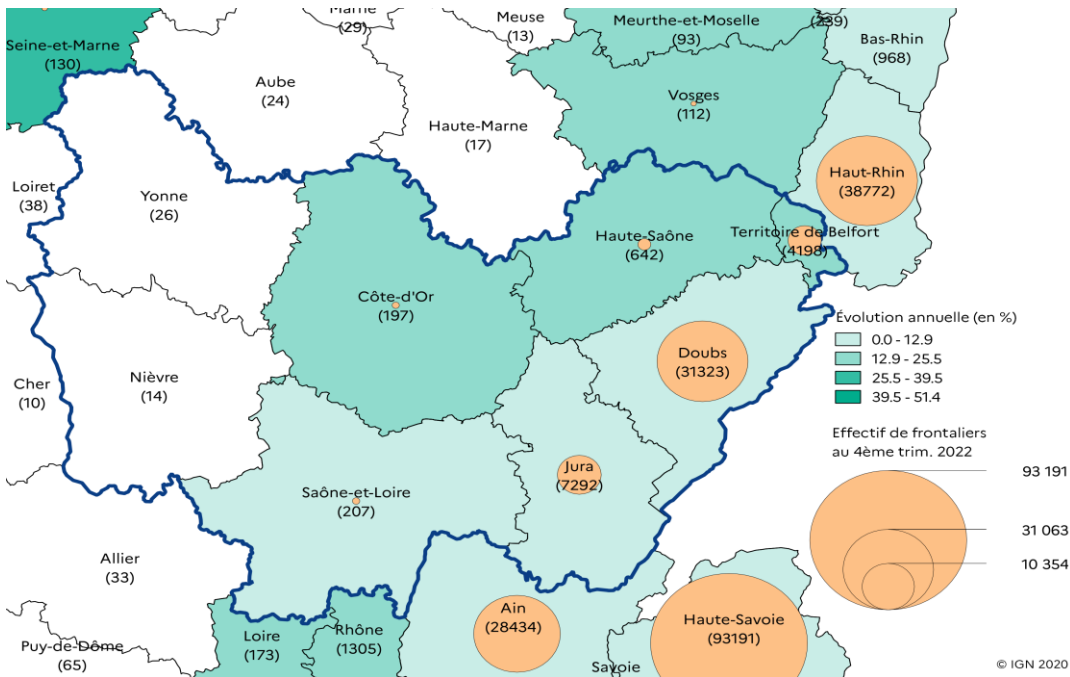 Marne
(29)
Meuse
(13)
Meurthe-et-Moselle
(93)
(239)
Bas-Rhin
(968)
Seine-et-Marne
(130)
Aube
(24)
Haute-Marne
(17)
Vosges
(112)
Haut-Rhin
(38772)
Loiret
(38)
Yonne
(26)
Haute-Saône
(642)
Territoire de Belfort
(4198)
Côte-d'Or
(197)
Doubs
(31323)
Cher
(10)
Nièvre
(14)
Jura
(7292)
Saône-et-Loire
(207)
Allier
(33)
Puy-de-Dôme
(65)
Loire
(173)
Rhône
(1305)
Ain
(28434)
Haute-Savoie
(93191)
Savoie
Évolution annuelle (en %)
0.0 - 12.9
12.9 - 25.5
25.5 - 39.5
39.5 - 51.4
Effectif de frontaliers
au 4ème trim. 2022
93 191
31 063
10 354
© IGN 2020